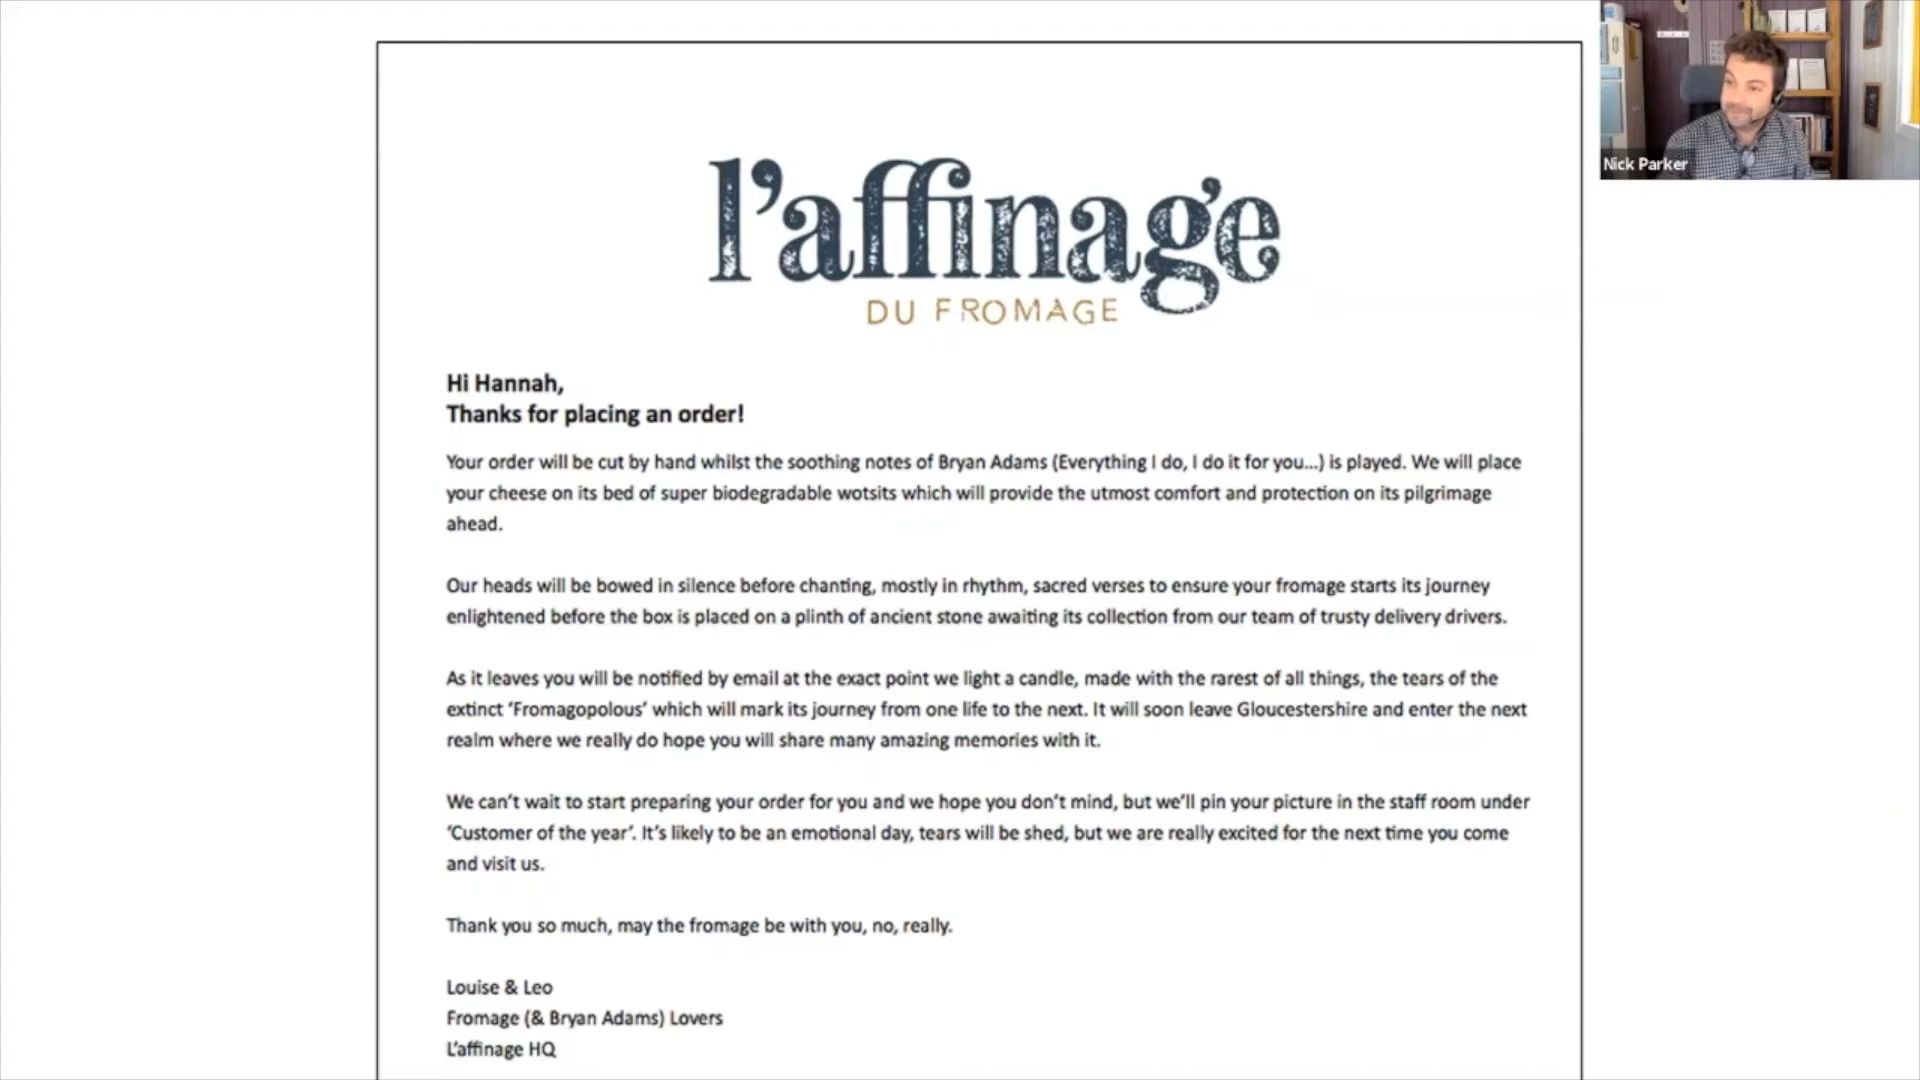 l'affinage
DU FROMAGE
Nick Parker
Hi Hannah,
Thanks for placing an order!
Your order will be cut by hand whilst the soothing notes of Bryan Adams (Everything I do, I do it for you...) is played. We will place
your cheese on its bed of super biodegradable wotsits which will provide the utmost comfort and protection on its pilgrimage
ahead.
Our heads will be bowed in silence before chanting, mostly in rhythm, sacred verses to ensure your fromage starts its journey
enlightened before the box is placed on a plinth of ancient stone awaiting its collection from our team of trusty delivery drivers.
As it leaves you will be notified by email at the exact point we light a candle, made with the rarest of all things, the tears of the
extinct ‘Fromagopolous’ which will mark its journey from one life to the next. It will soon leave Gloucestershire and enter the next
realm where we really do hope you will share many amazing memories with it.
We can’t wait to start preparing your order for you and we hope you don’t mind, but we’ll pin your picture in the staff room under
‘Customer of the year’. It’s likely to be an emotional day, tears will be shed, but we are really excited for the next time you come
and visit us.
Thank you so much, may the fromage be with you, no, really.
Louise & Leo
Fromage (& Bryan Adams) Lovers
L’affinage HQ